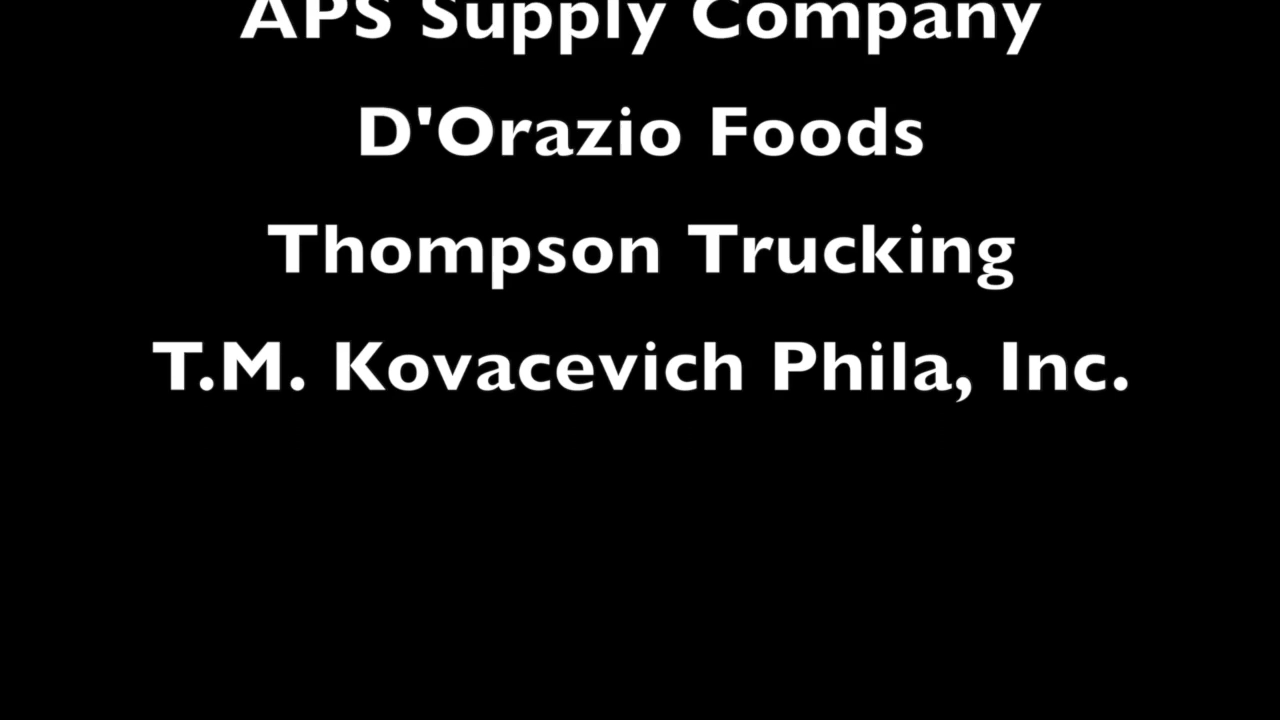 APS Supply Company
D'Orazio Foods
Thompson Trucking
T.M. Kovacevich Phila, Inc.